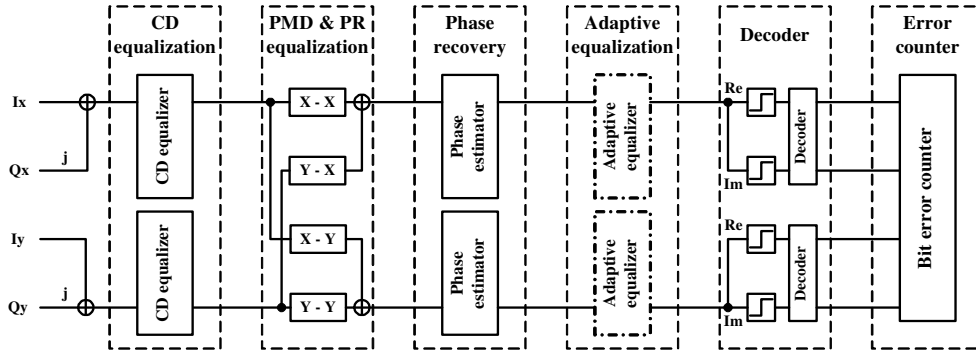 CD
equalization
PMD & PR
equalization
Phase
recovery
Adaptive
equalization
Decoder
Error
counter
Ix
j
Qx
Iy
j
Qy
CD equalizer
CD equalizer
X - X
Y - X
X - Y
Y - Y
Phase
estimator
Phase
estimator
Adaptive
equalizer
Adaptive
equalizer
Re
Im
Re
Im
Decoder
Decoder
Bit error counter